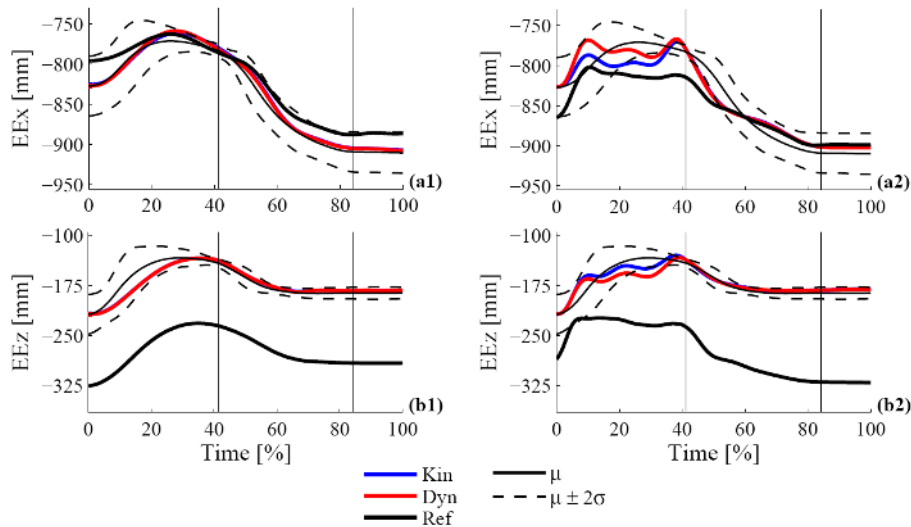 EEx [mm]
−750
−800
−850
−900
−950
0 20 40 60 80 100
(a1)
EEx [mm]
−750
−800
−850
−900
−950
0 20 40 60 80 100
(a2)
EEz [mm]
−100
−175
−250
−325
0 20 40 60 80 100
(b1)
Time [%]
EEz [mm]
−100
−175
−250
−325
0 20 40 60 80 100
(b2)
Time [%]
Kin
Dyn
Ref
μ
μ ± 2σ